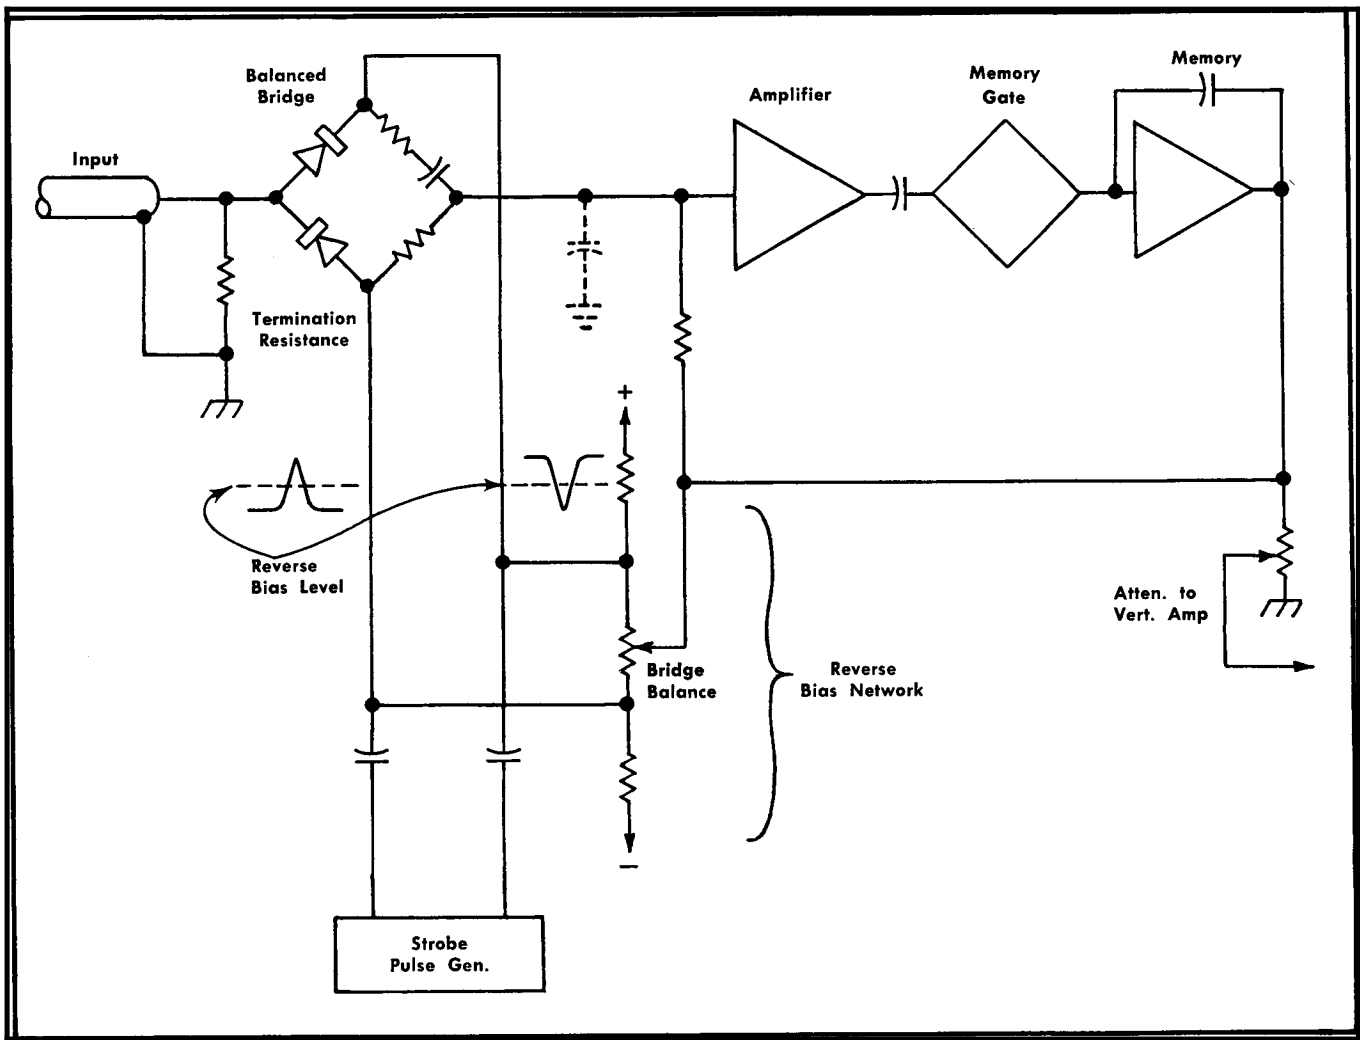 Balanced
Bridge
Input
Termination
Resistance
Amplifier
Memory
Gate
Memory
+
Reverse
Bias Level
Bridge
Balance
Reverse
Bias Network
Atten. to
Vert. Amp
−
Strobe
Pulse Gen.